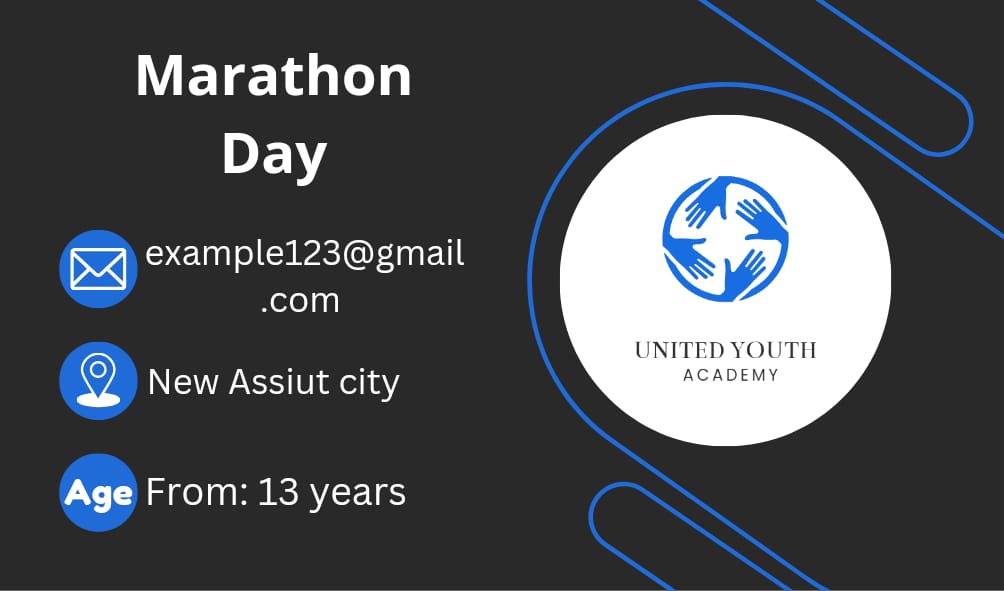 Marathon
Day
example123@gmail
.com
New Assiut city
Age From: 13 years
UNITED YOUTH
ACADEMY